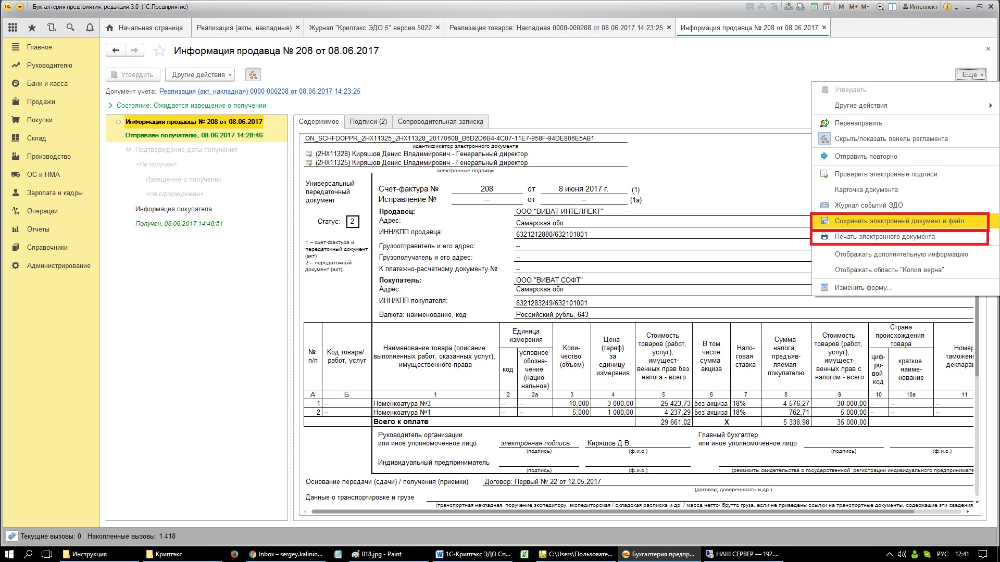 Бухгалтерия предприятия, редакция 3.0 (1С:Предприятие)
M M+ M- Интеллект
Начальная страница
Реализация (акты, накладные) ×
Журнал "Криптэкс ЭДО 5" версия 5022 ×
Реализация товаров: Накладная 0000-000208 от 08.06.2017 14:23:25 ×
Информация продавца № 208 от 08.06.2017 ×
Главное
Руководителю
Банк и касса
Продажи
Покупки
Склад
Производство
ОС и НМА
Зарплата и кадры
Операции
Отчеты
Справочники
Администрирование
Информация продавца № 208 от 08.06.2017
Утвердить
Другие действия
Еще
Документ учета: Реализация (акт, накладная) 0000-000208 от 08.06.2017 14:23:25
Состояние: Ожидается извещение о получении
Информация продавца № 208 от 08.06.2017
Отправлен получателю, 08.06.2017 14:28:46
Подтверждение даты получения
<Не получен>
Извещение о получении
<Не сформирован>
Информация покупателя
Получен, 08.06.2017 14:48:51
Содержимое
Подписи (2)
Сопроводительная записка
ON_SCHFDOPPR_2HX11325_2HX11328_20170608_B6D2D6B4-4C07-11E7-958F-94DE806E5AB1
идентификатор электронного документа
(2HX11328) Киряшов Денис Владимирович - Генеральный директор
(2HX11325) Киряшов Денис Владимирович - Генеральный директор
электронные подписи
Универсальный
передаточный
документ
Статус: 2
1 – счет-фактура и
передаточный документ
(акт)
2 – передаточный
документ (акт)
Счет-фактура № 208 от 8 июня 2017 г. (1)
Исправление № -- от -- (1а)
Продавец: ООО "ВИВАТ ИНТЕЛЛЕКТ"
Адрес: Самарская обл
ИНН/КПП продавца: 6321212880/632101001
Грузоотправитель и его адрес: --
Грузополучатель и его адрес: --
К платежно-расчетному документу № --
Покупатель: ООО "ВИВАТ СОФТ"
Адрес: Самарская обл
ИНН/КПП покупателя: 6321283249/632101001
Валюта: наименование, код Российский рубль, 643
№
п/п
Код товара/
работ, услуг
Наименование товара (описание
выполненных работ, оказанных услуг),
имущественного права
Единица
измерения
код
условное
обозна-
чение
(нацио-
нальное)
Коли-
чество
(объем)
Цена
(тариф)
за
единицу
измерения
Стоимость
товаров (работ,
услуг),
имущест-
венных прав без
налога - всего
В том
числе
сумма
акциза
Нало-
говая
ставка
Сумма
налога,
предъяв-
ляемая
покупателю
Стоимость
товаров (работ,
услуг),
имущест-
венных прав с
налогом - всего
Страна
происхождения
товара
циф-
ро-
вой
код
краткое
наиме-
нование
Номер
таможен
декларац
А Б 1 2 2а 3 4 5 6 7 8 9 10 10а 11
1 -- Номенкоатура №3 -- -- 10,000 3 000,00 25 423,73 без акциза 18% 4 576,27 30 000,00 -- -- --
2 -- Номенкоатура №1 -- -- 5,000 1 000,00 4 237,29 без акциза 18% 762,71 5 000,00 -- -- --
Всего к оплате 29 661,02 X 5 338,98 35 000,00
Руководитель организации
или иное уполномоченное лицо электронная подпись Киряшов Д.В.
(подпись) (ф.и.о.)
Главный бухгалтер
или иное уполномоченное лицо
(подпись) (ф.и.о.)
Индивидуальный предприниматель
(подпись) (ф.и.о.) (реквизиты свидетельства о государственной регистрации индивидуального предпринимате
Основание передачи (сдачи) / получения (приемки) Договор: Первый № 22 от 12.05.2017
(договор; доверенность и др.)
Данные о транспортировке и грузе
(транспортная накладная, поручение экспедитору, экспедиторская / складская расписка и др. / масса нетто/ брутто груза, если не приведены ссылки на транспортные документы, содержащие эти сведения
Утвердить
Другие действия
Перенаправить
Скрыть/показать панель регламента
Отправить повторно
Проверить электронные подписи
Карточка документа
Журнал событий ЭДО
Сохранить электронный документ в файл
Печать электронного документа
Отображать дополнительную информацию
Отображать область "Копия верна"
Изменить форму...
Текущие вызовы: 0 Накопленные вызовы: 1 418
Инструкция
Криптэкс
Inbox – sergey.kalinin...
018.jpg - Paint
1С-Криптэкс ЭДО Сп...
C:\Users\Пользовате...
Бухгалтерия предпр...
НАШ СЕРВЕР — 192....
РУС 12:41